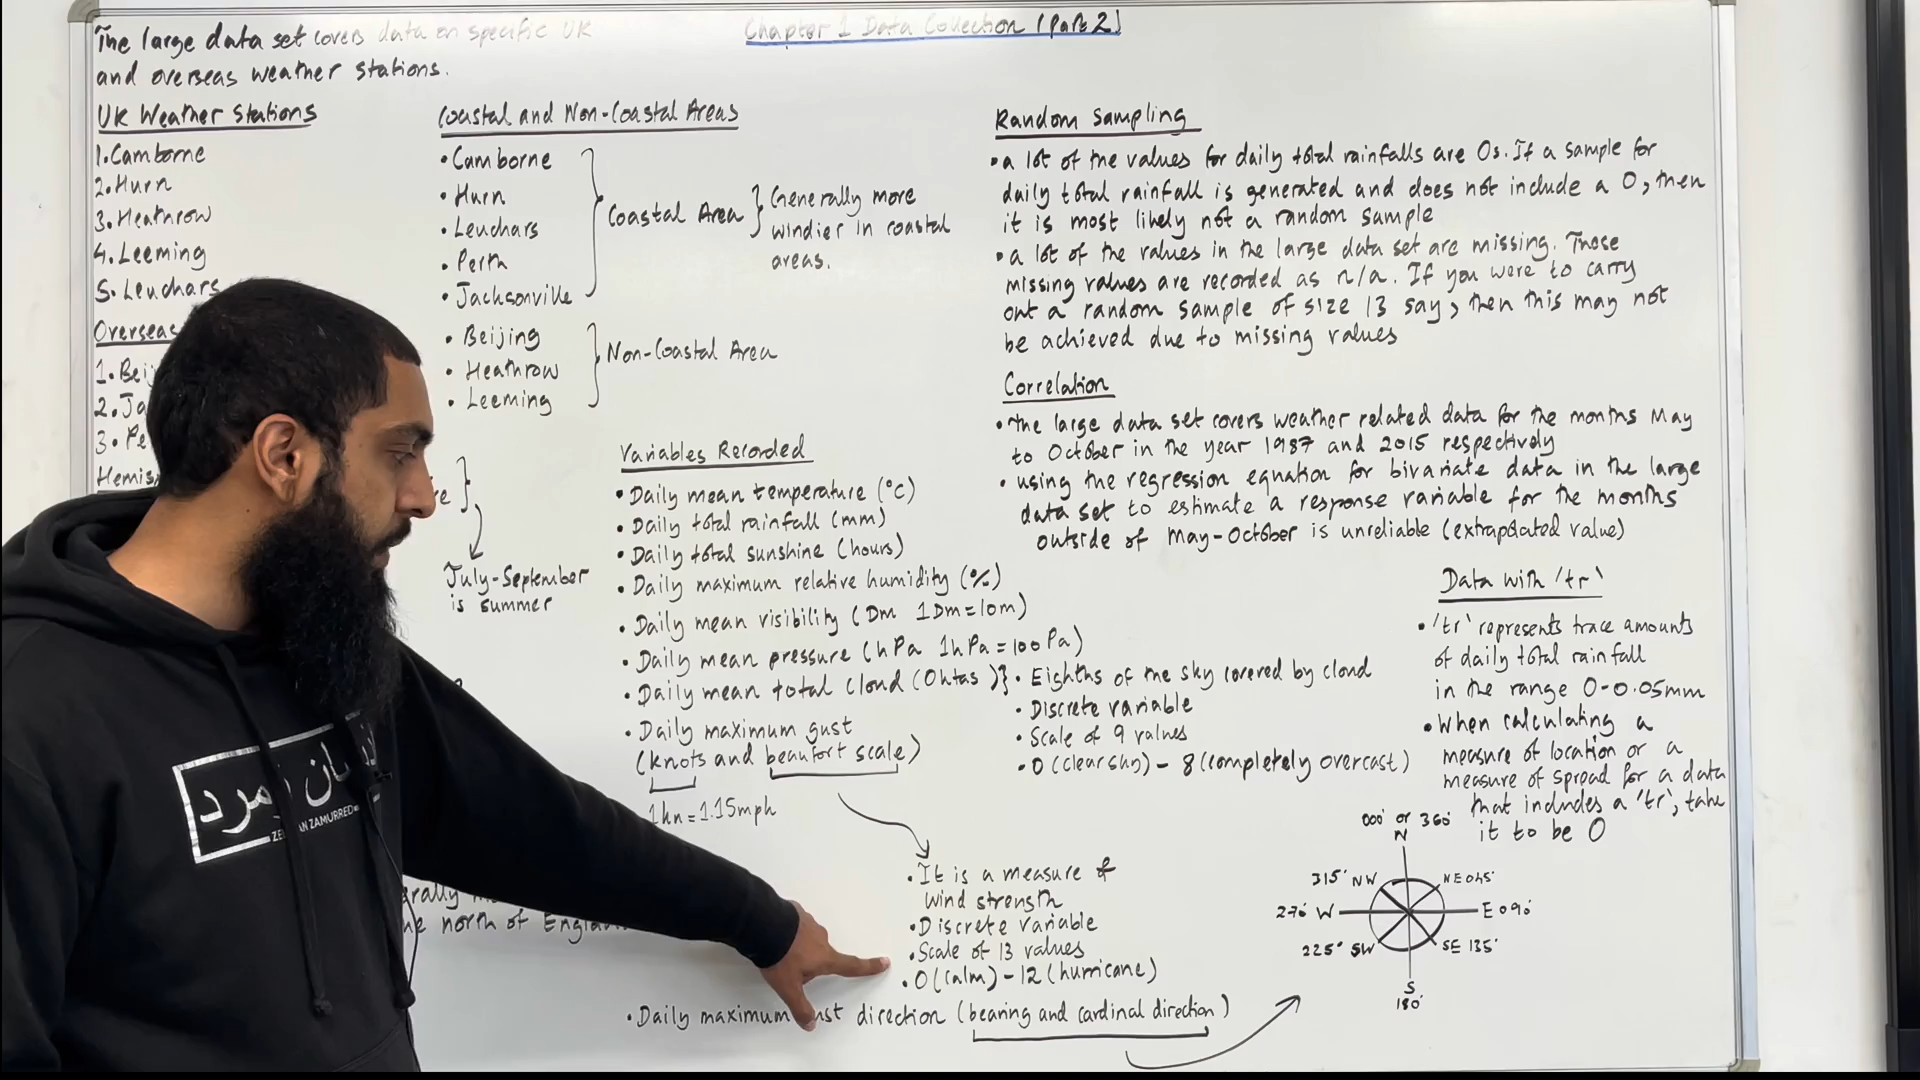 Chapter 1 Data Collection (Part 2)
The large data set covers data on specific UK
and overseas weather stations.
UK Weather Stations
1. Camborne
2. Hurn
3. Heathrow
4. Leeming
5. Leuchars
Overseas
1. Beij
2. Ja
3. Pe
Hemis
re
July-September
is summer
he north of England
Coastal and Non-Coastal Areas
• Camborne
• Hurn
• Leuchars
• Perth
• Jacksonville
Coastal Area
Generally more
windier in coastal
areas.
• Beijing
• Heathrow
• Leeming
Non-Coastal Area
Variables Recorded
• Daily mean temperature (°C)
• Daily total rainfall (mm)
• Daily total sunshine (hours)
• Daily maximum relative humidity (%)
• Daily mean visibility (Dm 1Dm=10m)
• Daily mean pressure (hPa 1hPa=100Pa)
• Daily mean total cloud (Oktas)
• Eighths of the sky covered by cloud
• Discrete variable
• Scale of 9 values
• 0 (clear sky) - 8 (completely overcast)
• Daily maximum gust
(knots and beaufort scale)
1kn = 1.15mph
• It is a measure of
wind strength
• Discrete variable
• Scale of 13 values
• 0 (calm) - 12 (hurricane)
• Daily maximum gust direction (bearing and cardinal direction)
Random Sampling
• a lot of the values for daily total rainfalls are 0s. If a sample for
daily total rainfall is generated and does not include a 0, then
it is most likely not a random sample
• a lot of the values in the large data set are missing. These
missing values are recorded as n/a. If you were to carry
out a random sample of size 13 say, then this may not
be achieved due to missing values
Correlation
• The large data set covers weather related data for the months May
to October in the year 1987 and 2015 respectively
• using the regression equation for bivariate data in the large
data set to estimate a response variable for the months
outside of May-October is unreliable (extrapolated value)
Data with 'tr'
• 'tr' represents trace amounts
of daily total rainfall
in the range 0-0.05mm
• When calculating a
measure of location or a
measure of spread for a data
that includes a 'tr', take
it to be 0
000° or 360°
N
315° NW
NE 045°
270° W
E 090°
225° SW
SE 135°
S
180°